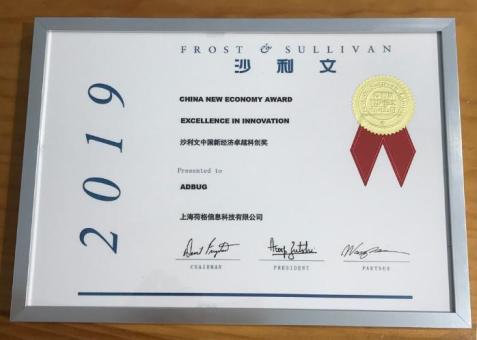 2019
FROST & SULLIVAN
沙利文
CHINA NEW ECONOMY AWARD
EXCELLENCE IN INNOVATION
沙利文中国新经济卓越科创奖
Presented to
ADBUG
上海荷格信息科技有限公司
CHAIRMAN PRESIDENT PARTNER